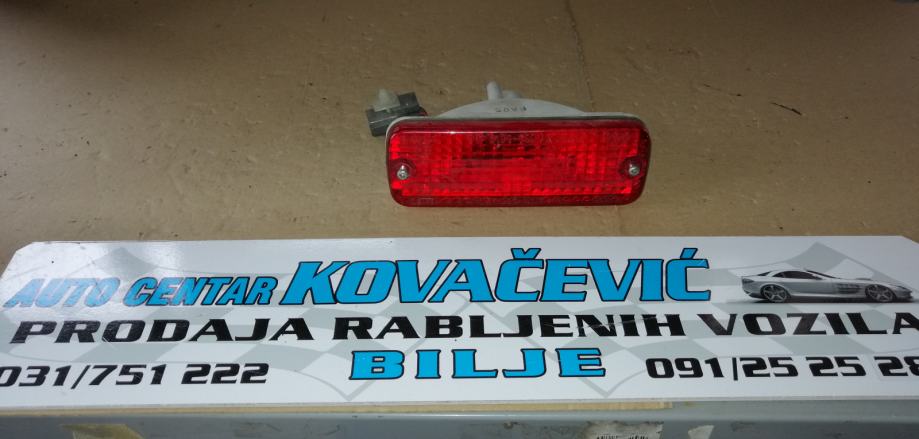 AUTO CENTAR KOVAČEVIĆ
PRODAJA RABLJENIH VOZILA
BILJE
031/751 222
091/25 25 28